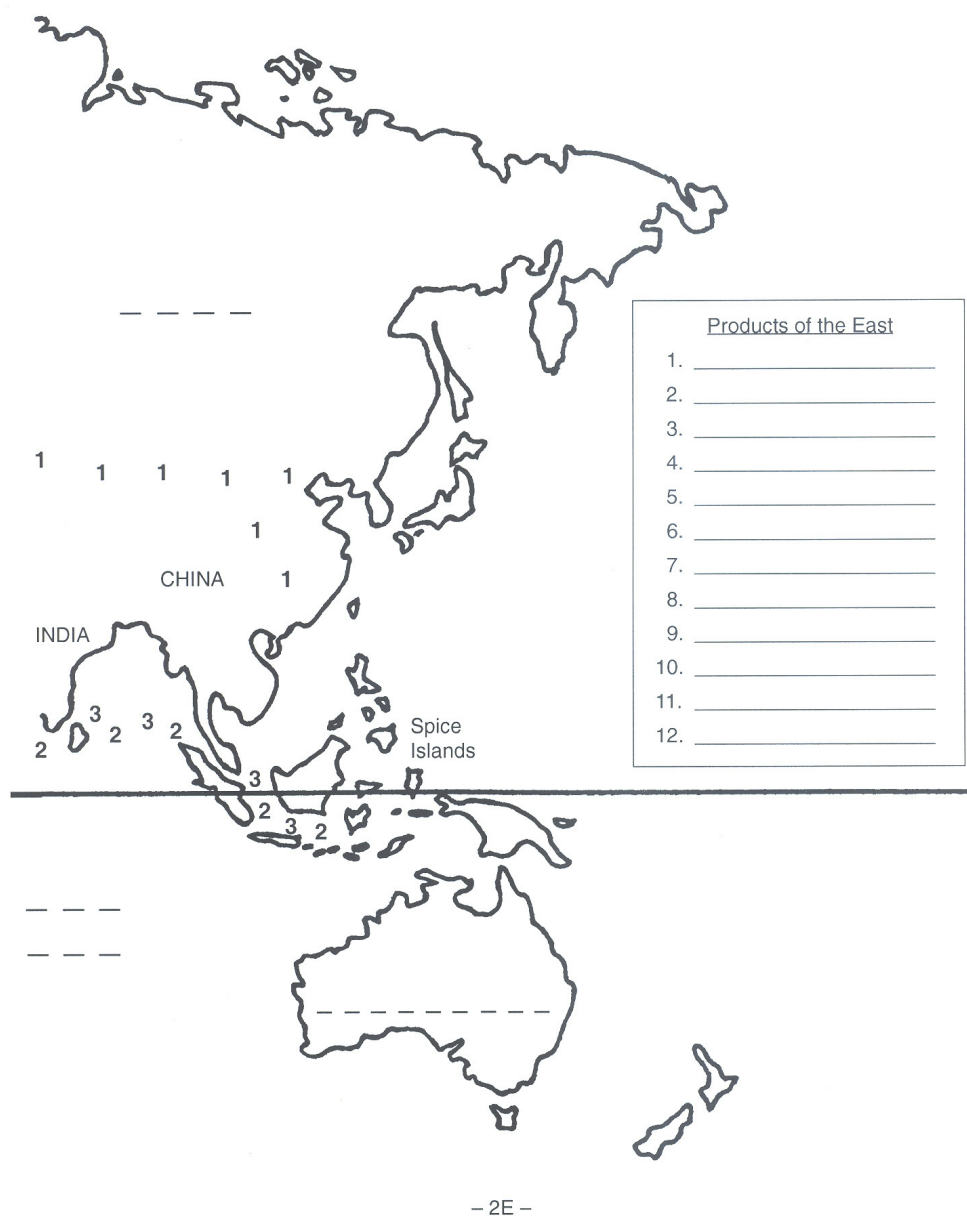 Products of the East
1.
2.
3.
4.
5.
6.
7.
8.
9.
10.
11.
12.
1 1 1 1 1
1
CHINA 1
INDIA
3 3
2 2 2
Spice
Islands
3
2 3 2
– 2E –